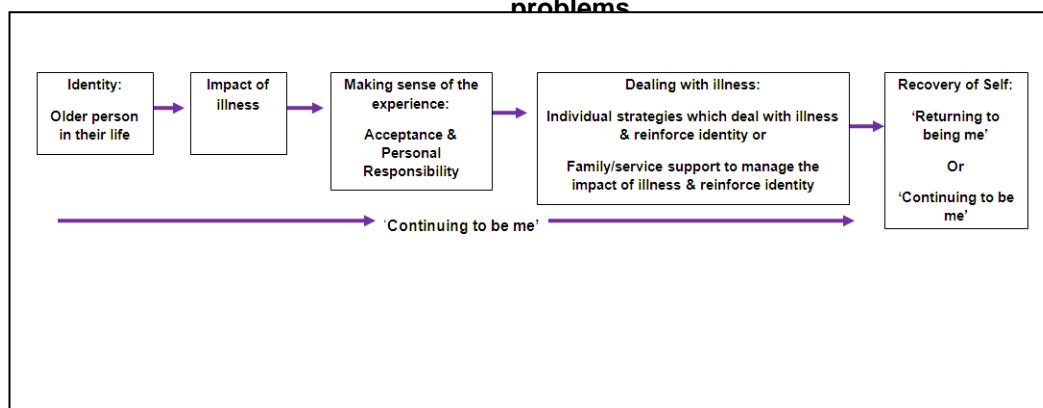 problems
Identity:
Older person
in their life
Impact of
illness
Making sense of the
experience:
Acceptance &
Personal
Responsibility
Dealing with illness:
Individual strategies which deal with illness
& reinforce identity or
Family/service support to manage the
impact of illness & reinforce identity
Recovery of Self:
'Returning to
being me'
Or
'Continuing to be
me'
'Continuing to be me'